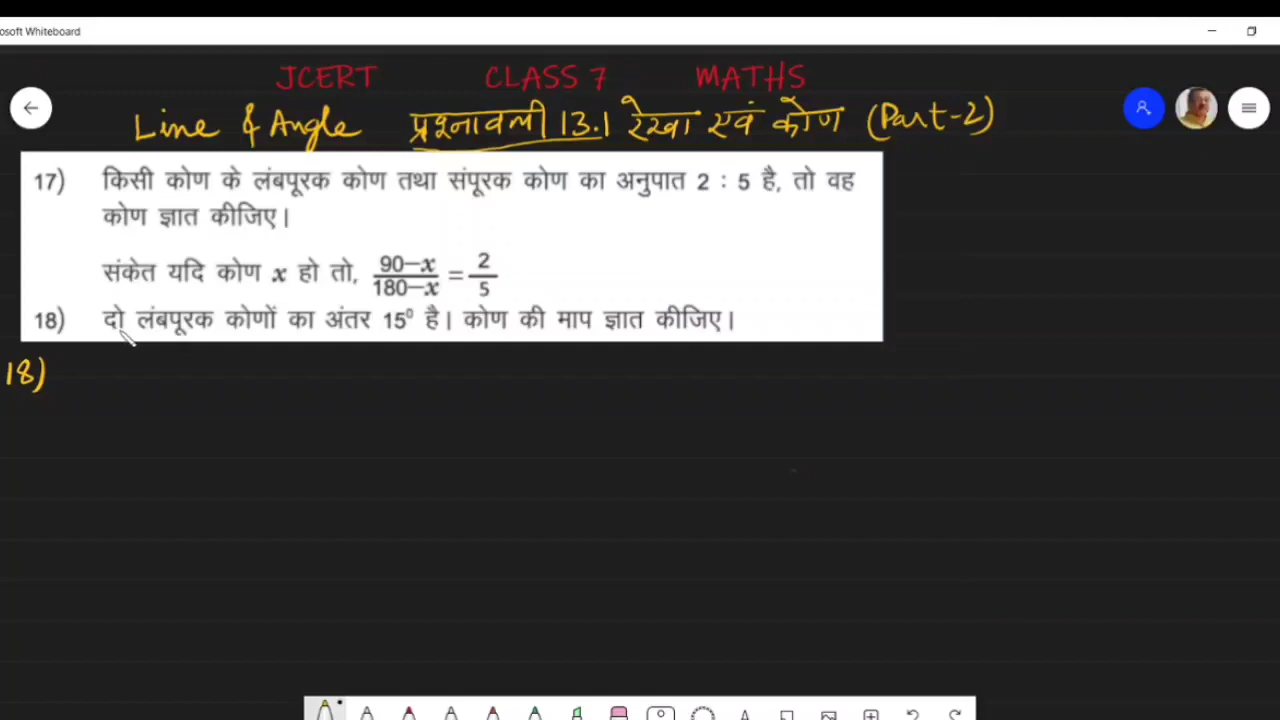 osoft Whiteboard
JCERT CLASS 7 MATHS
Line & Angle प्रश्नावली 13.1 रेखा एवं कोण (Part-2)
17) किसी कोण के लंबपूरक कोण तथा संपूरक कोण का अनुपात 2 : 5 है, तो वह
कोण ज्ञात कीजिए।
संकेत यदि कोण x हो तो, 90−x/180−x = 2/5
18) दो लंबपूरक कोणों का अंतर 15⁰ है। कोण की माप ज्ञात कीजिए।
18)